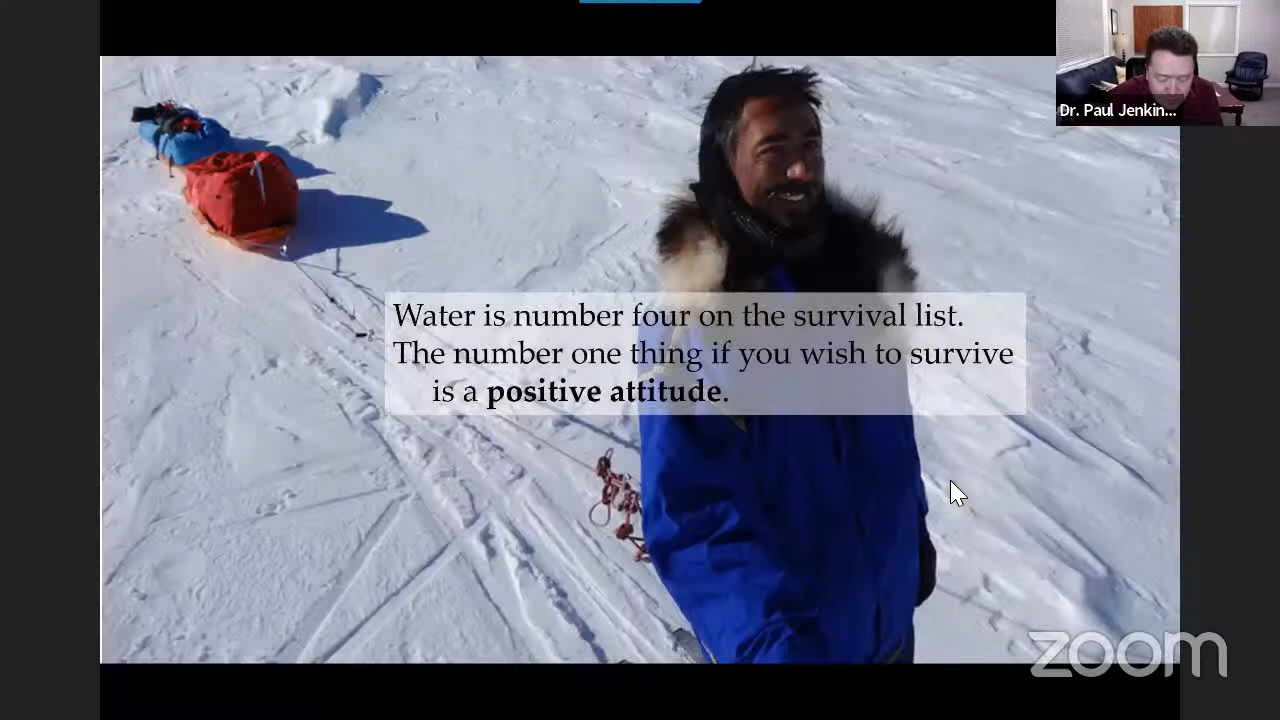 Dr. Paul Jenkin...
Water is number four on the survival list.
The number one thing if you wish to survive
is a positive attitude.
zoom